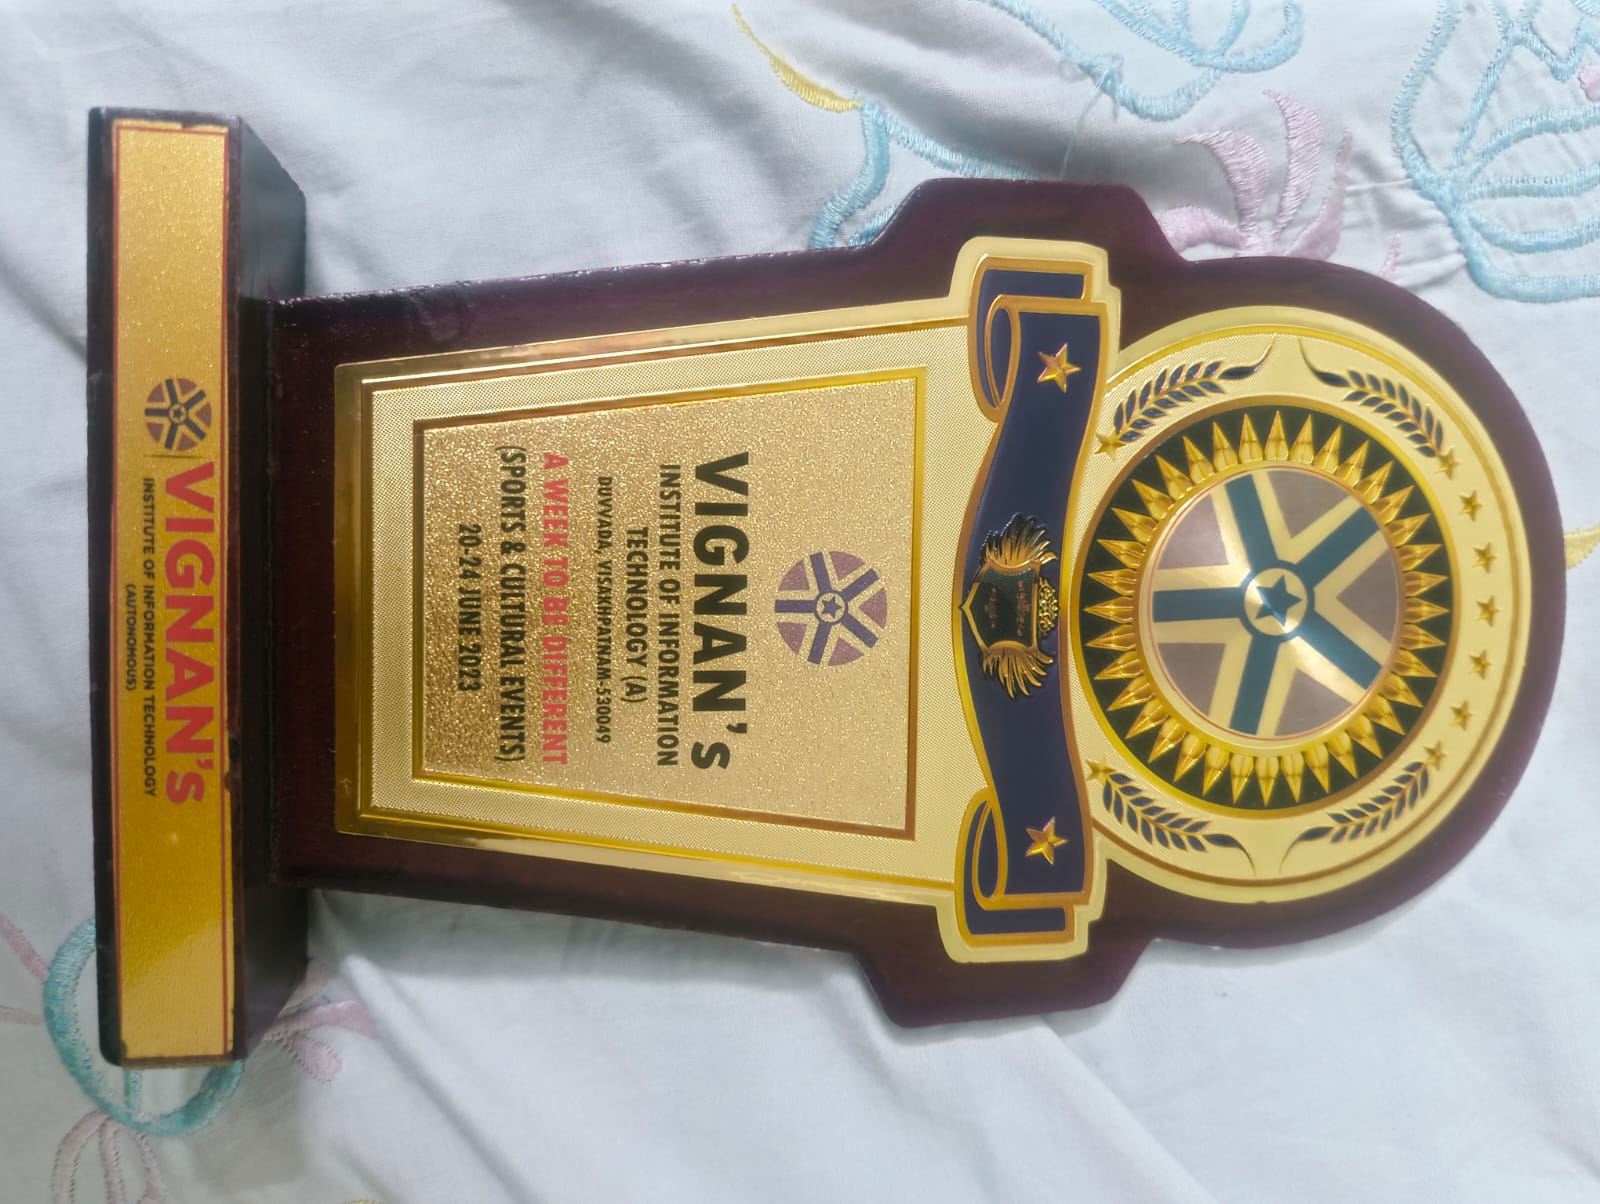 VIGNAN's
INSTITUTE OF INFORMATION
TECHNOLOGY (A)
DUVVADA, VISAKHPATNAM-530049
A WEEK TO BE DIFFERENT
(SPORTS & CULTURAL EVENTS)
20-24 JUNE 2023
VIGNAN's
INSTITUTE OF INFORMATION TECHNOLOGY
(AUTONOMOUS)